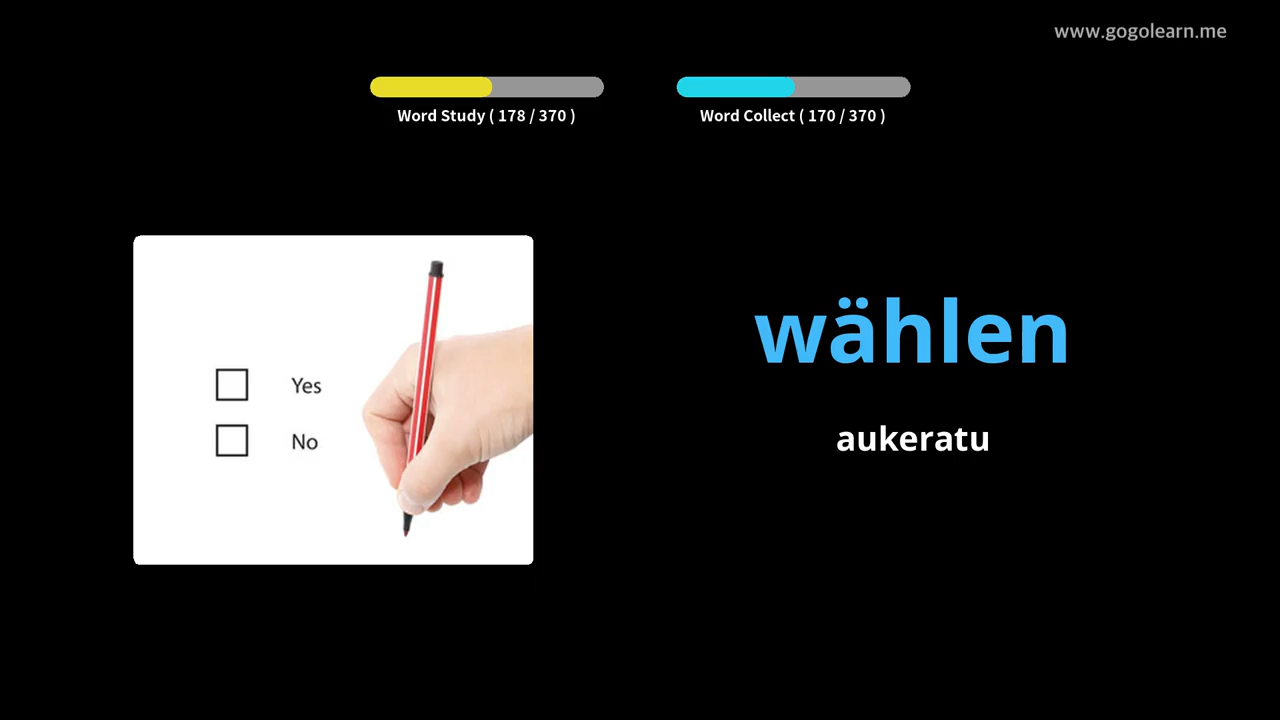 www.gogolearn.me
Word Study ( 178 / 370 )
Word Collect ( 170 / 370 )
Yes
No
wählen
aukeratu